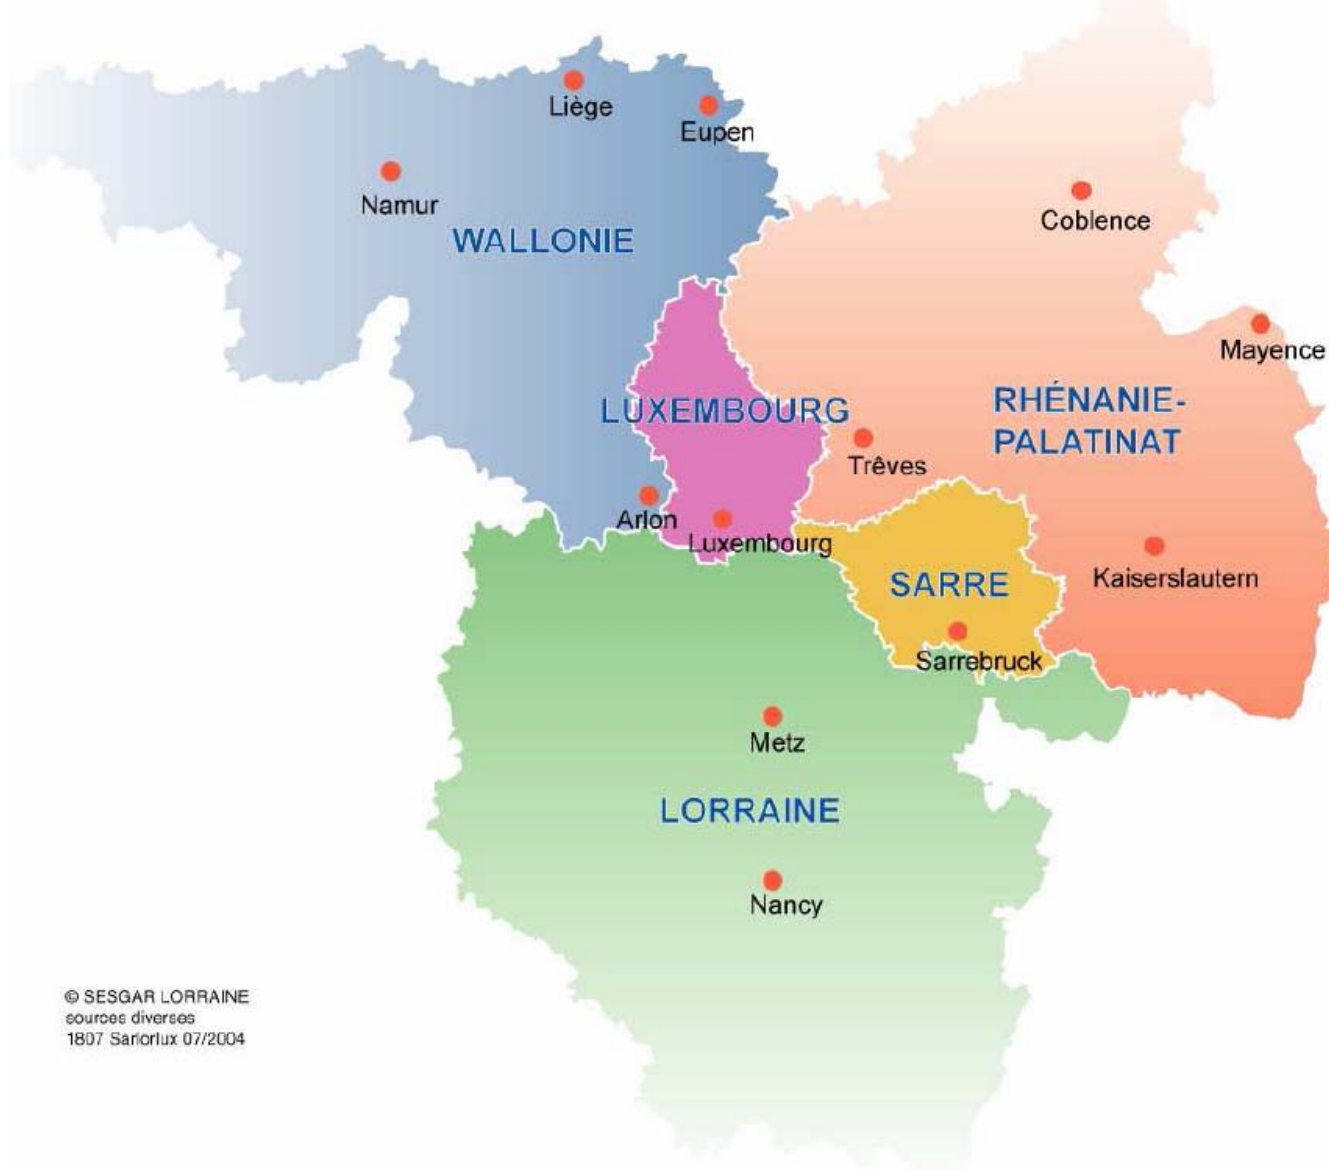 Liège
Eupen
Namur
Coblence
WALLONIE
Mayence
LUXEMBOURG
RHÉNANIE-
PALATINAT
Trêves
Arlon
Luxembourg
Kaiserslautern
SARRE
Sarrebruck
Metz
LORRAINE
Nancy
© SESGAR LORRAINE
sources diverses
1807 Sarlorlux 07/2004